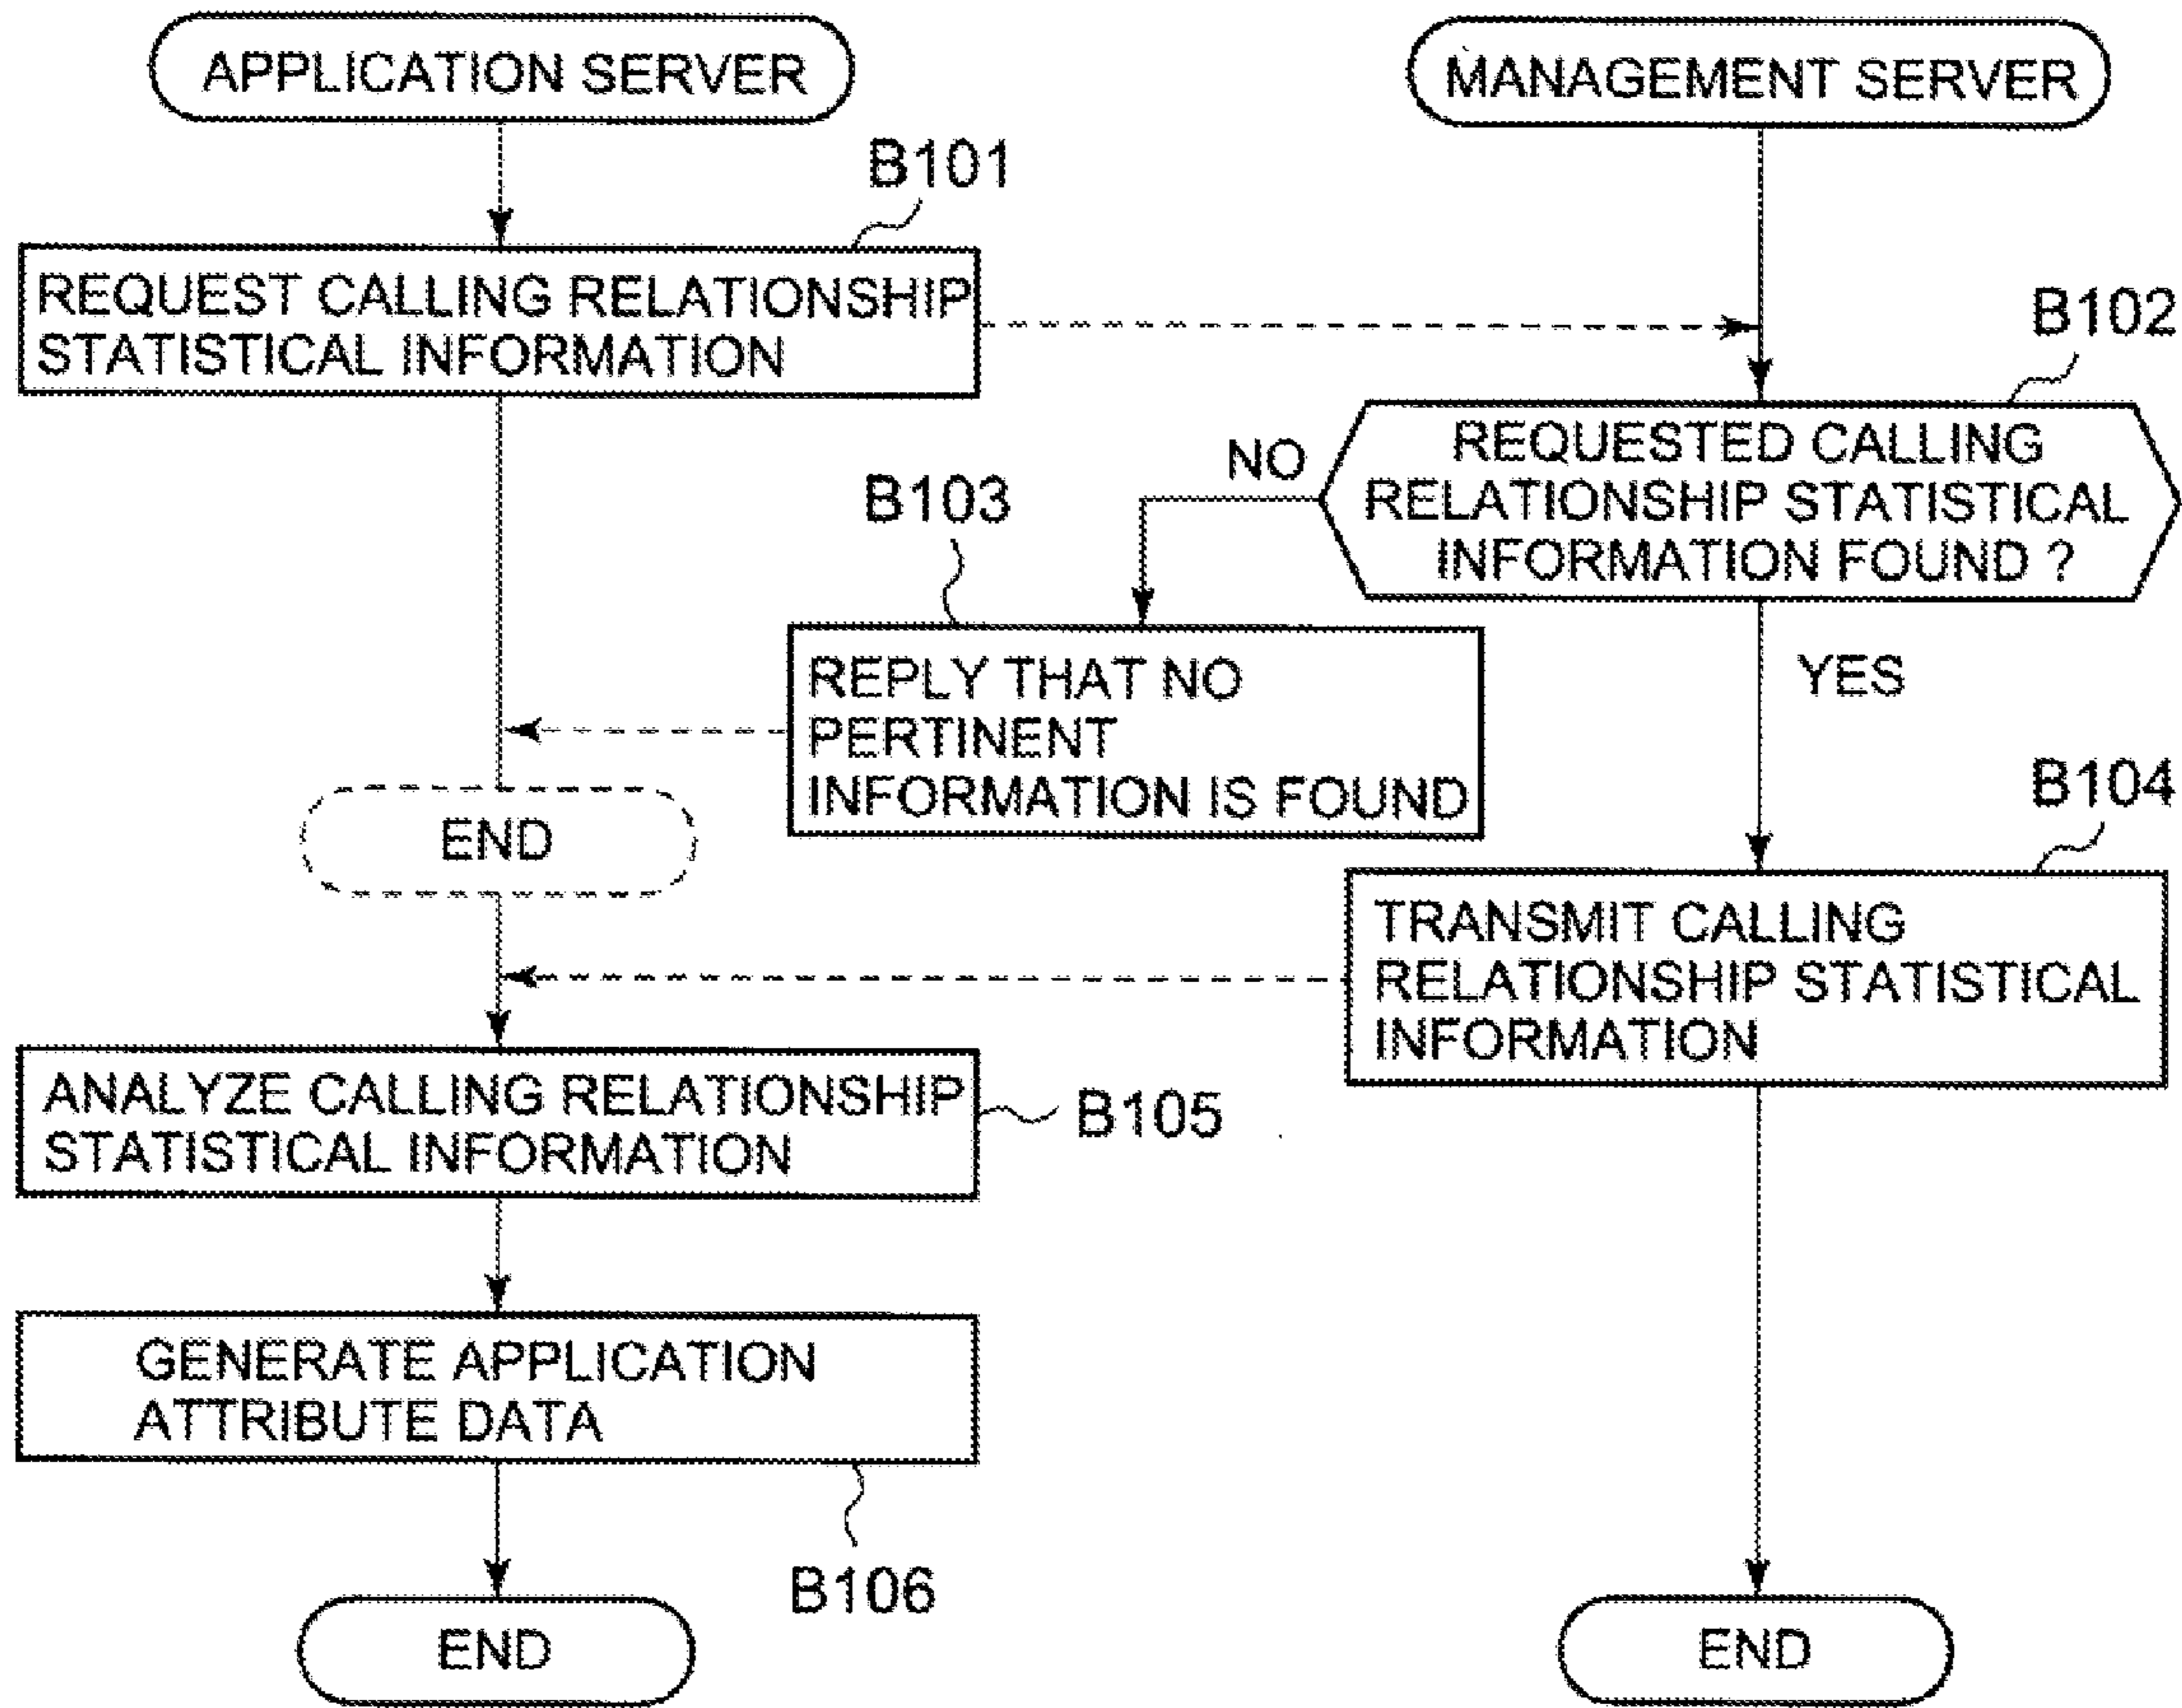 APPLICATION SERVER
MANAGEMENT SERVER
B101
REQUEST CALLING RELATIONSHIP
STATISTICAL INFORMATION
B102
REQUESTED CALLING
RELATIONSHIP STATISTICAL
INFORMATION FOUND ?
NO
B103
REPLY THAT NO
PERTINENT
INFORMATION IS FOUND
YES
END
B104
TRANSMIT CALLING
RELATIONSHIP STATISTICAL
INFORMATION
ANALYZE CALLING RELATIONSHIP
STATISTICAL INFORMATION
B105
GENERATE APPLICATION
ATTRIBUTE DATA
B106
END
END